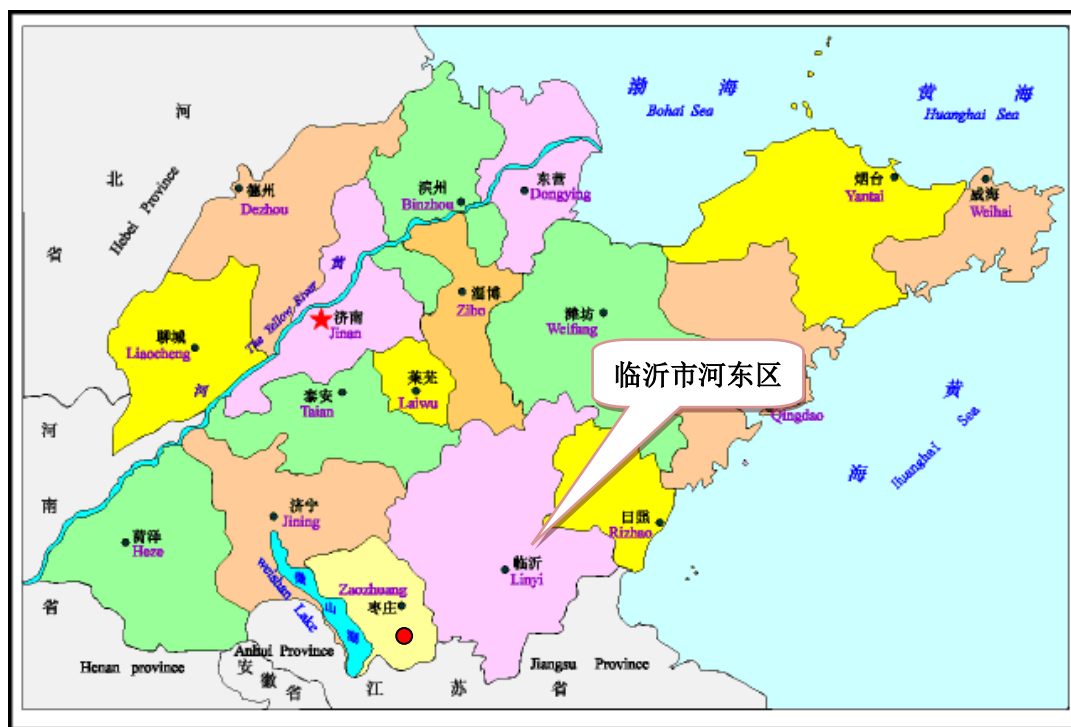 渤 海
Bohai Sea
黄 海
Huanghai Sea
河
北
省
Hebei Province
德州
Dezhou
滨州
Binzhou
东营
Dongying
烟台
Yantai
威海
Weihai
黄
河
The Yellow River
济南
Jinan
淄博
Zibo
潍坊
Weifang
聊城
Liaocheng
泰安
Taian
莱芜
Laiwu
临沂市河东区
Qingdao
黄
海
Huanghai Sea
河
南
省
Henan province
菏泽
Heze
济宁
Jining
日照
Rizhao
临沂
Linyi
Zaozhuang
枣庄
微
山
湖
weishan Lake
Anhui Province
安
徽
省
Jiangsu Province
江 苏 省